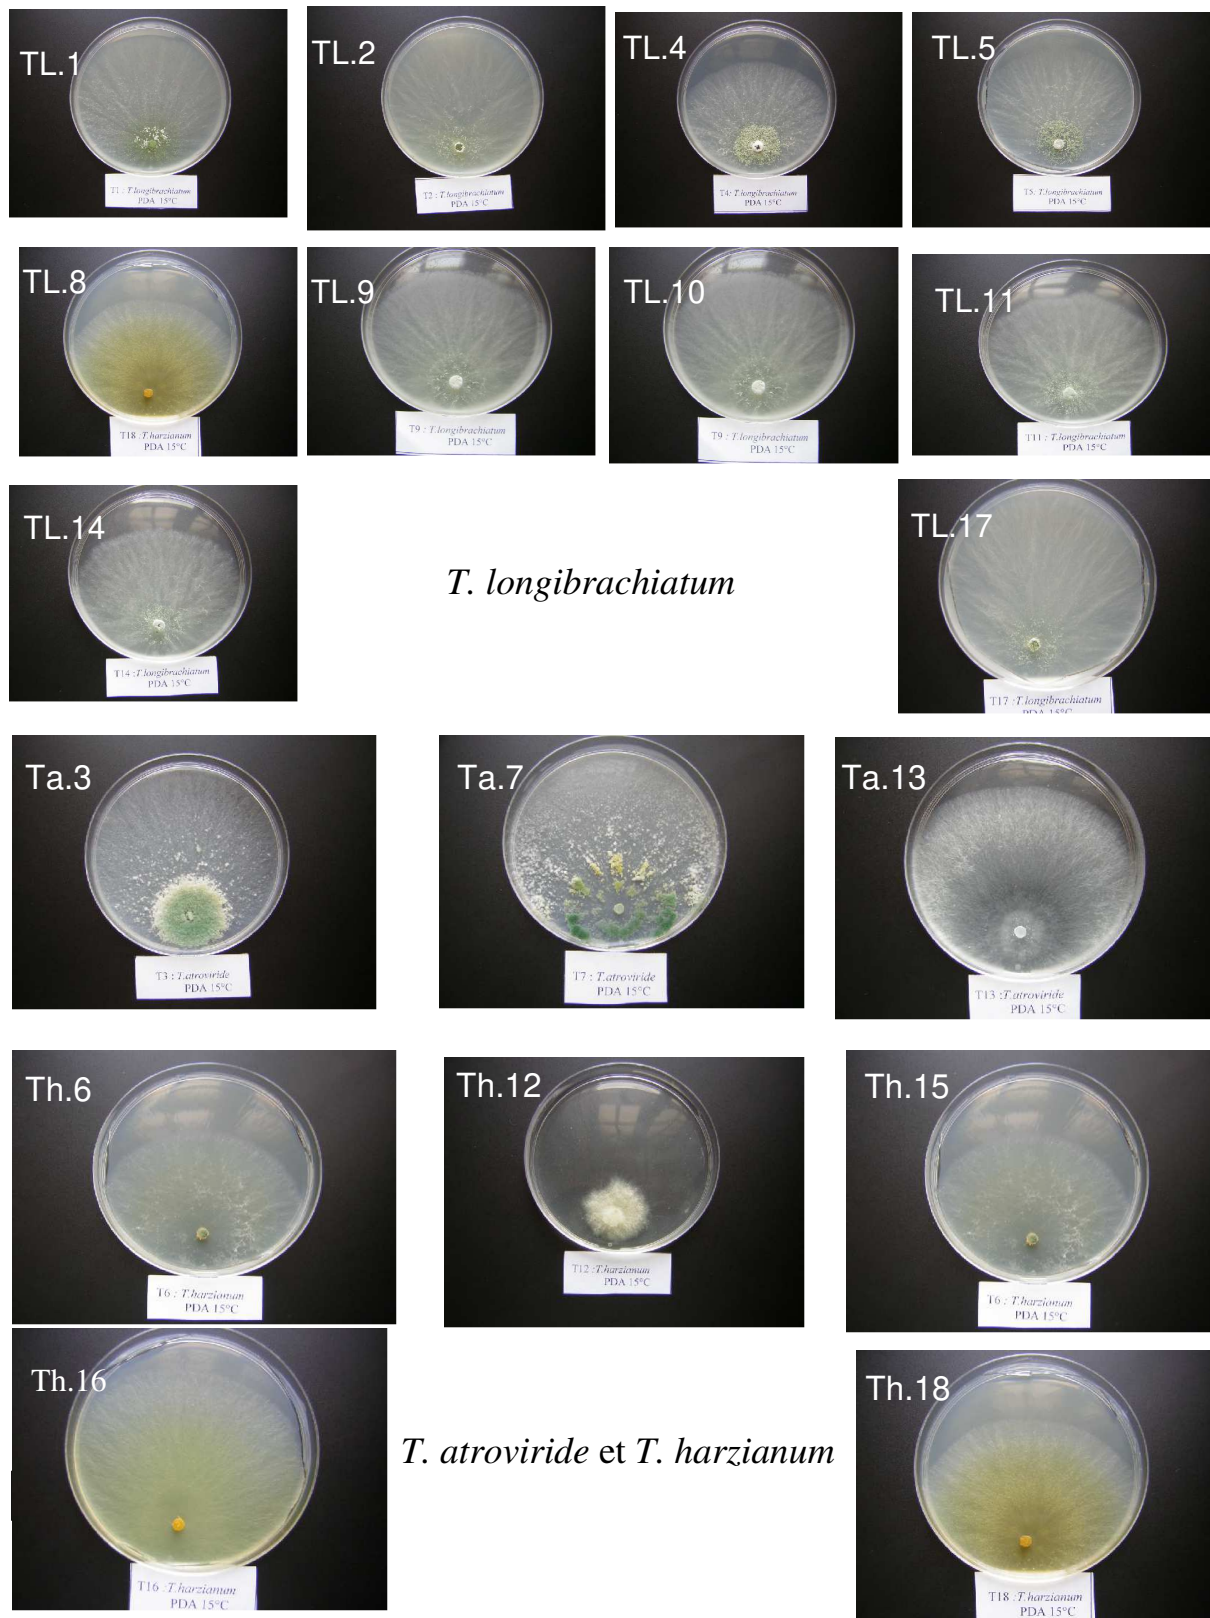 TL.1
TL.2
TL.4
TL.5
T1 : T.longibrachiatum
PDA 15°C
T2 : T.longibrachiatum
PDA 15°C
T4: T.longibrachiatum
PDA 15°C
T5: T.longibrachiatum
PDA 15°C
TL.8
TL.9
TL.10
TL.11
T18 :T.harzianum
PDA 15°C
T9 : T.longibrachiatum
PDA 15°C
T9 : T.longibrachiatum
PDA 15°C
T11 : T.longibrachiatum
PDA 15°C
TL.14
T. longibrachiatum
TL.17
T14 :T.longibrachiatum
PDA 15°C
T17 :T.longibrachiatum
PDA 15°C
Ta.3
Ta.7
Ta.13
T3 : T.atroviride
PDA 15°C
T7 : T.atroviride
PDA 15°C
T13 :T.atroviride
PDA 15°C
Th.6
Th.12
Th.15
T6 : T.harzianum
PDA 15°C
T12 :T.harzianum
PDA 15°C
T6 : T.harzianum
PDA 15°C
Th.16
T. atroviride et T. harzianum
Th.18
T16 :T.harzianum
PDA 15°C
T18 :T.harzianum
PDA 15°C